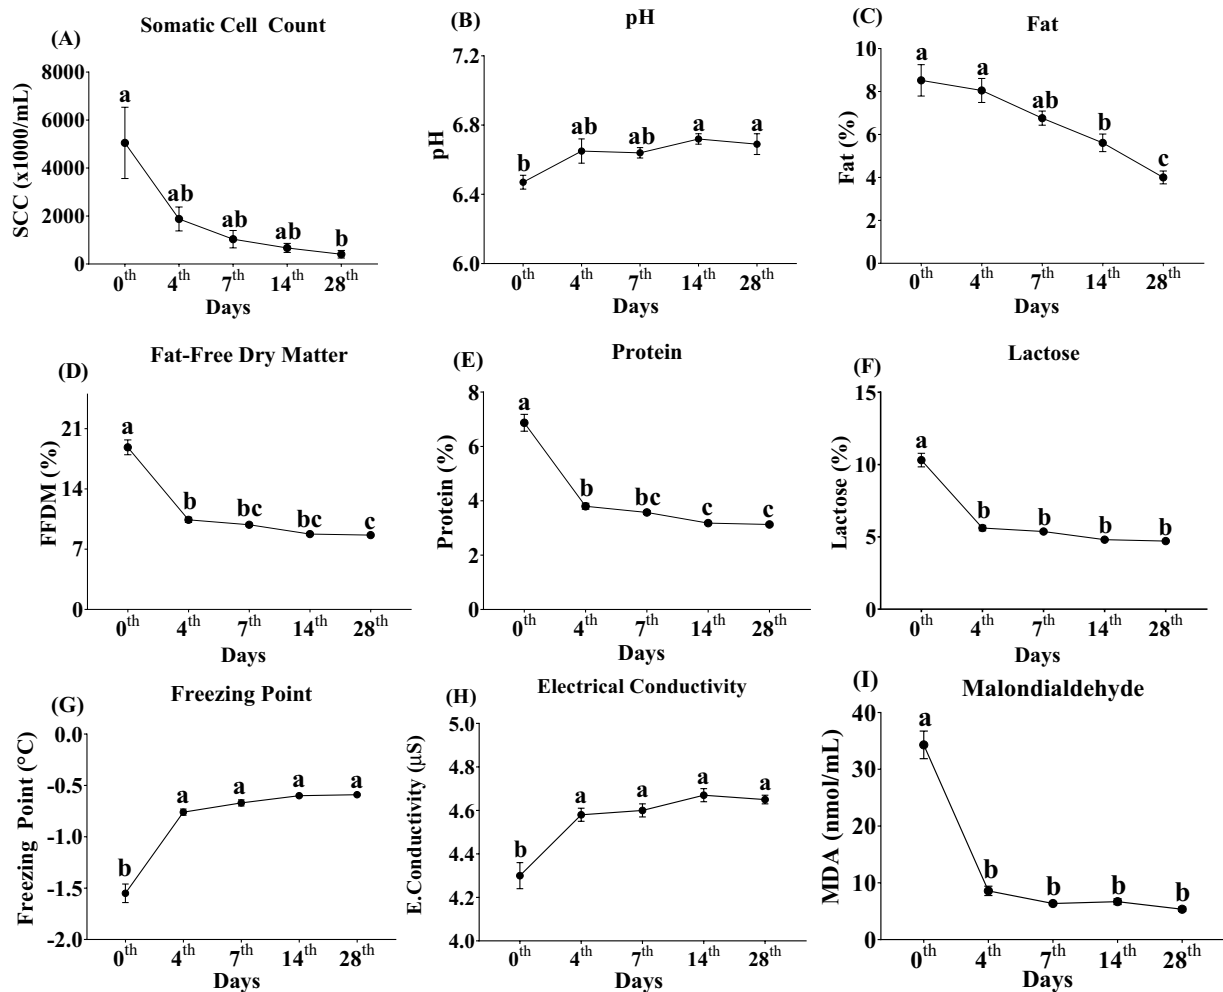 (A) Somatic Cell Count
SCC (x1000/mL)
8000
6000
4000
2000
0
a ab ab ab b
0th 4th 7th 14th 28th
Days
(B) pH
pH
7.2
6.8
6.4
6.0
b ab ab a a
0th 4th 7th 14th 28th
Days
(C) Fat
Fat (%)
10
8
6
4
2
0
a a ab b c
0th 4th 7th 14th 28th
Days
(D) Fat-Free Dry Matter
FFDM (%)
21
14
7
0
a b bc bc c
0th 4th 7th 14th 28th
Days
(E) Protein
Protein (%)
8
6
4
2
0
a b bc c c
0th 4th 7th 14th 28th
Days
(F) Lactose
Lactose (%)
15
10
5
0
a b b b b
0th 4th 7th 14th 28th
Days
(G) Freezing Point
Freezing Point (°C)
0.0
-0.5
-1.0
-1.5
-2.0
b a a a a
0th 4th 7th 14th 28th
Days
(H) Electrical Conductivity
E.Conductivity (µS)
5.0
4.8
4.6
4.4
4.2
4.0
b a a a a
0th 4th 7th 14th 28th
Days
(I) Malondialdehyde
MDA (nmol/mL)
40
30
20
10
0
a b b b b
0th 4th 7th 14th 28th
Days